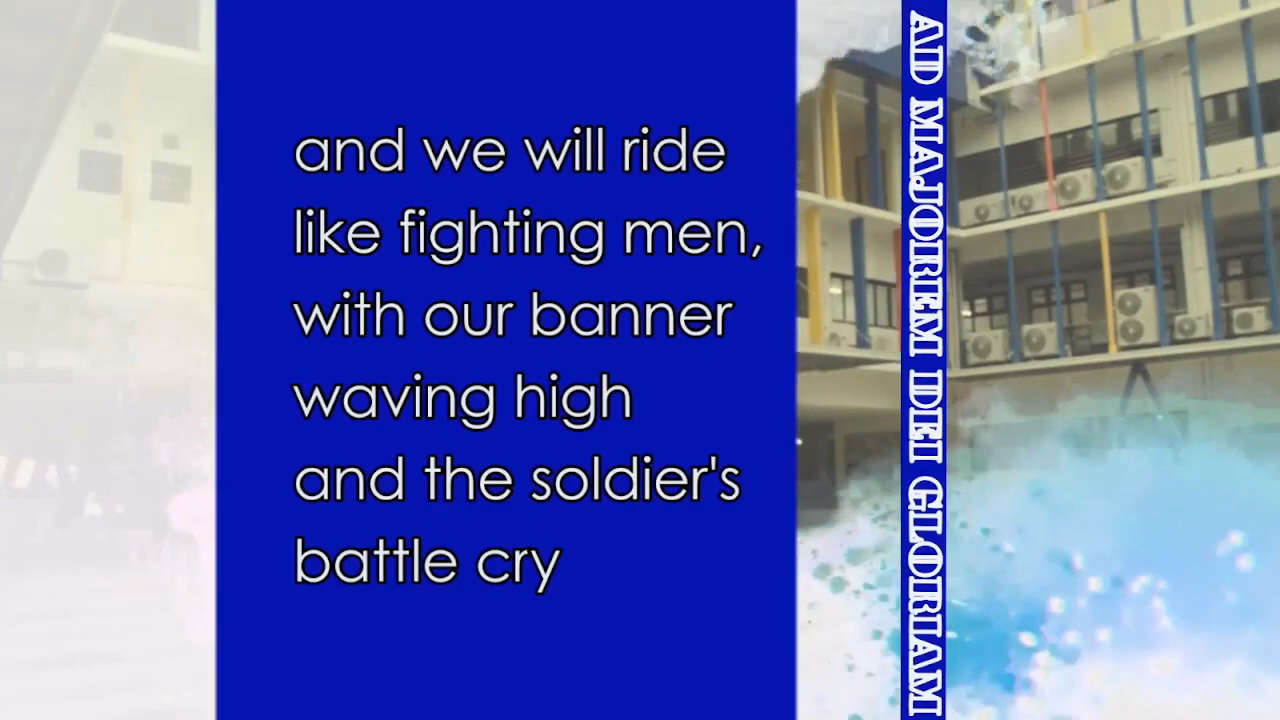 and we will ride
like fighting men,
with our banner
waving high
and the soldier's
battle cry
AD MAJOREM DEI GLORIAM